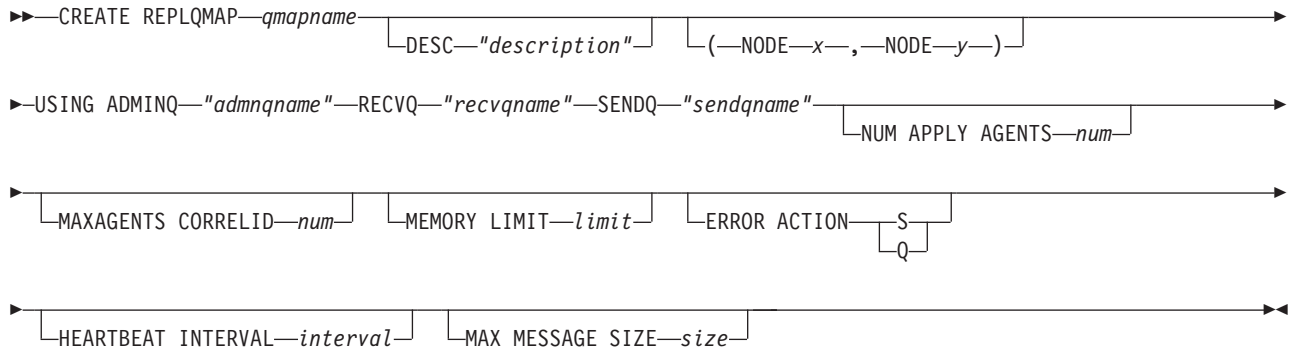 CREATE REPLQMAP qmapname
DESC "description" ( NODE x , NODE y )
USING ADMINQ "admnqname" RECVQ "recvqname" SENDQ "sendqname"
NUM APPLY AGENTS num
MAXAGENTS CORRELID num MEMORY LIMIT limit ERROR ACTION S
Q
HEARTBEAT INTERVAL interval MAX MESSAGE SIZE size